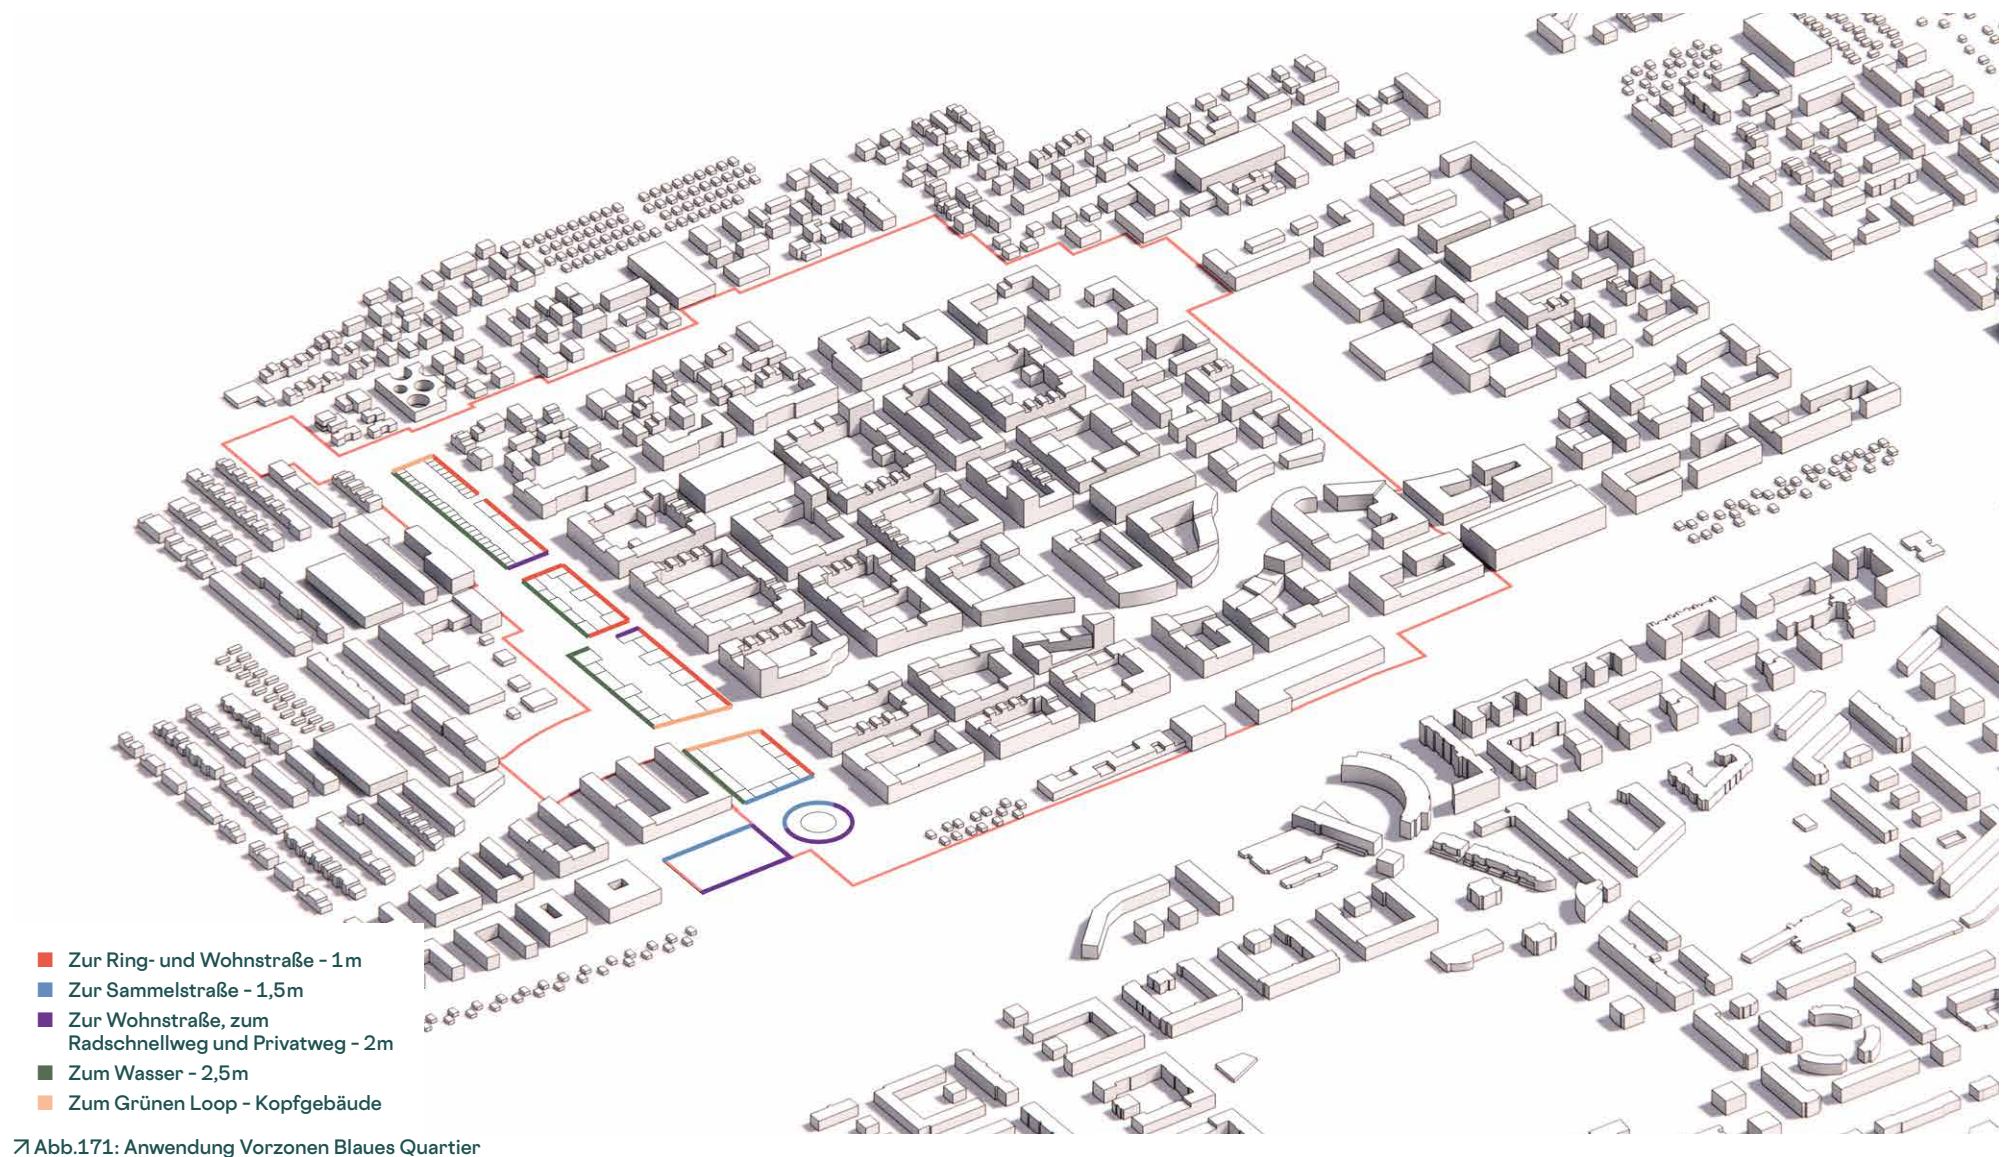 Zur Ring- und Wohnstraße - 1m
Zur Sammelstraße - 1,5m
Zur Wohnstraße, zum
Radschnellweg und Privatweg - 2m
Zum Wasser - 2,5m
Zum Grünen Loop - Kopfgebäude
↗ Abb.171: Anwendung Vorzonen Blaues Quartier